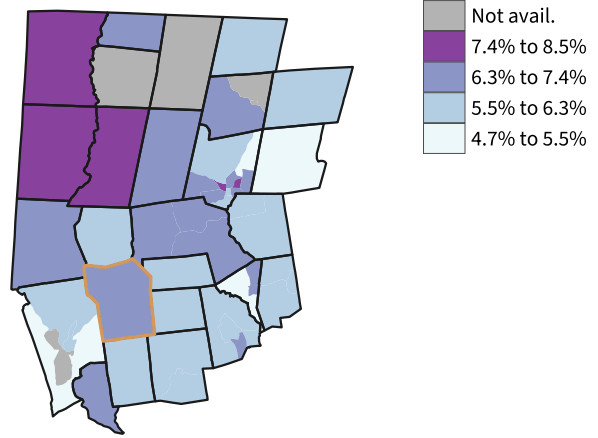 Not avail.
7.4% to 8.5%
6.3% to 7.4%
5.5% to 6.3%
4.7% to 5.5%